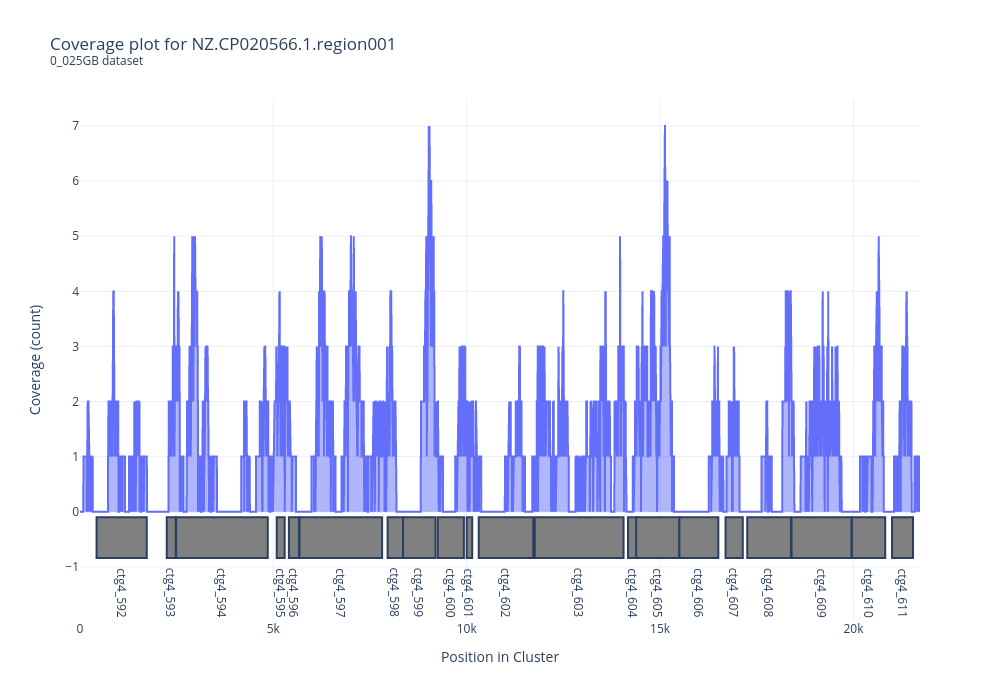 Coverage plot for NZ.CP020566.1.region001
0_025GB dataset
Coverage (count)
7
6
5
4
3
2
1
0
−1
ctg4_592
ctg4_593
ctg4_594
ctg4_595
ctg4_596
ctg4_597
ctg4_598
ctg4_599
ctg4_600
ctg4_601
ctg4_602
ctg4_603
ctg4_604
ctg4_605
ctg4_606
ctg4_607
ctg4_608
ctg4_609
ctg4_610
ctg4_611
0
5k
10k
15k
20k
Position in Cluster